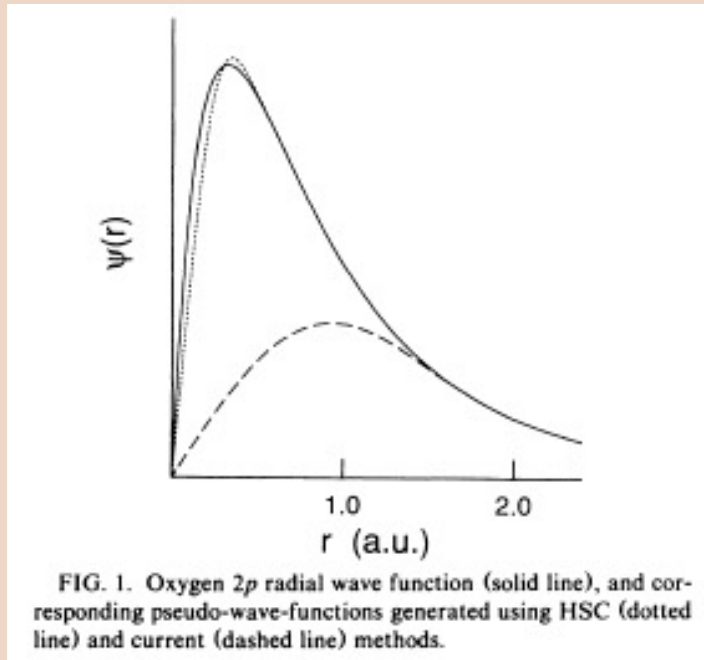 ψ(r)
1.0
2.0
r (a.u.)
FIG. 1. Oxygen 2p radial wave function (solid line), and cor-
responding pseudo-wave-functions generated using HSC (dotted
line) and current (dashed line) methods.